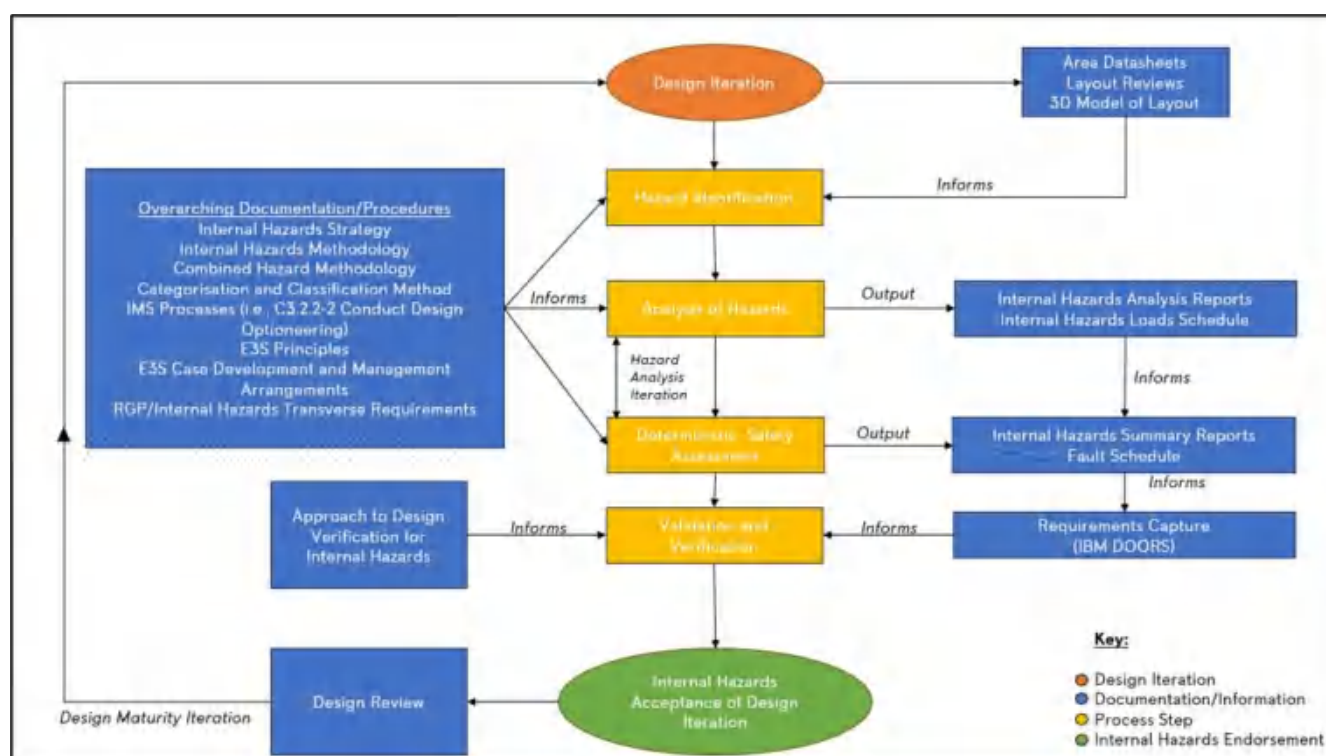 Design Iteration
Area Datasheets
Layout Reviews
3D Model of Layout
Informs
Hazard Identification
Overarching Documentation/Procedures
Internal Hazards Strategy
Internal Hazards Methodology
Combined Hazard Methodology
Categorisation and Classification Method
IMS Processes (i.e., C3.2.2-2 Conduct Design
Optioneering)
E3S Principles
E3S Case Development and Management
Arrangements
RGP/Internal Hazards Transverse Requirements
Informs
Analysis of Hazards
Output
Internal Hazards Analysis Reports
Internal Hazards Loads Schedule
Hazard
Analysis
Iteration
Informs
Deterministic Safety
Assessment
Output
Internal Hazards Summary Reports
Fault Schedule
Informs
Approach to Design
Verification for
Internal Hazards
Informs
Validation and
Verification
Informs
Requirements Capture
(IBM DOORS)
Design Maturity Iteration
Design Review
Internal Hazards
Acceptance of Design
Iteration
Key:
Design Iteration
Documentation/Information
Process Step
Internal Hazards Endorsement